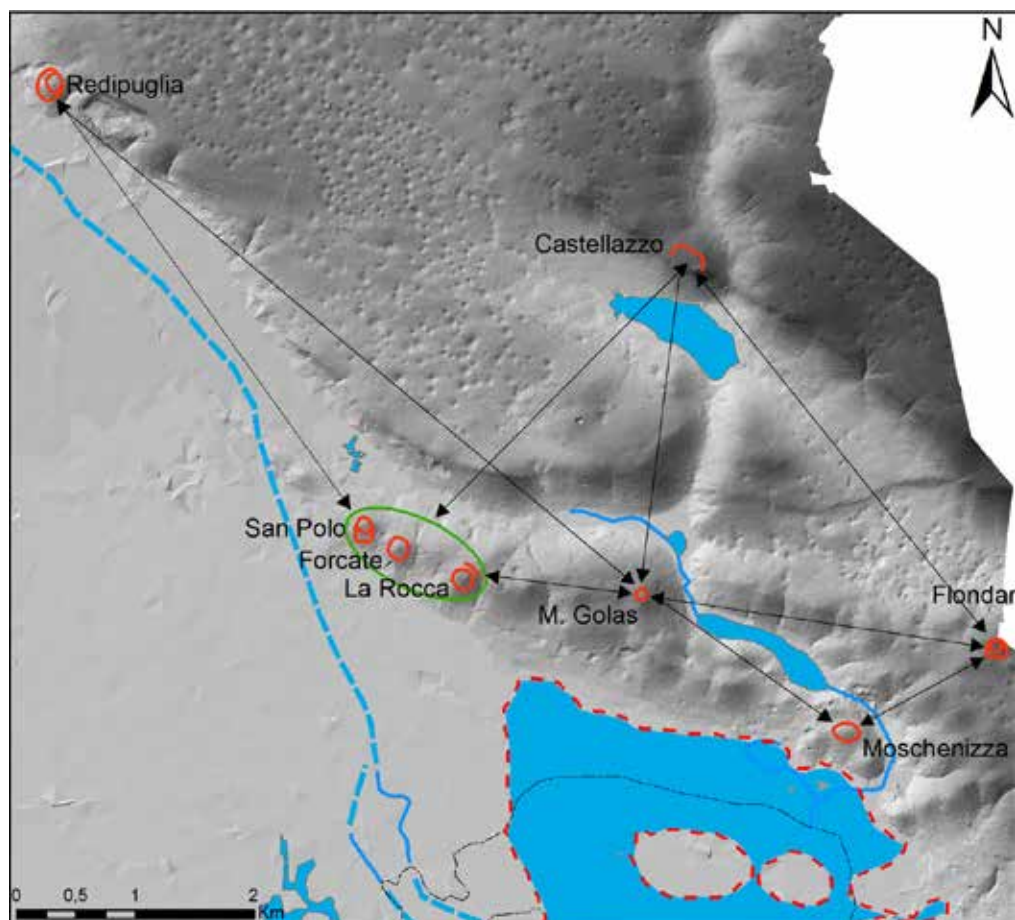 N
Redipuglia
Castellazzo
San Polo
Forcate
La Rocca
M. Golas
Flondar
Moschenizza
0 0,5 1 2
Km